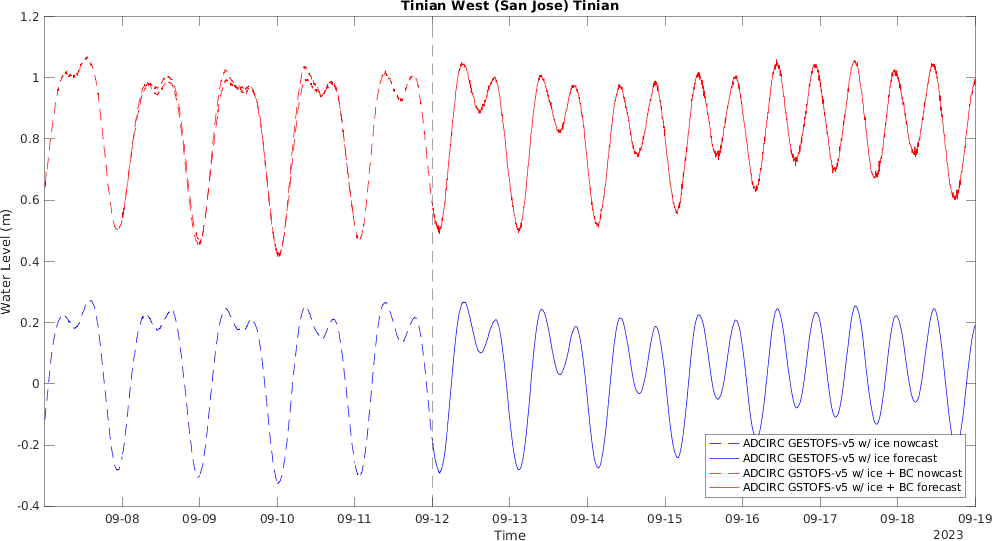 Tinian West (San Jose) Tinian
1.2
1
0.8
0.6
0.4
0.2
0
-0.2
-0.4
Water Level (m)
ADCIRC GESTOFS-v5 w/ ice nowcast
ADCIRC GESTOFS-v5 w/ ice forecast
ADCIRC GSTOFS-v5 w/ ice + BC nowcast
ADCIRC GSTOFS-v5 w/ ice + BC forecast
09-08 09-09 09-10 09-11 09-12 09-13 09-14 09-15 09-16 09-17 09-18 09-19
Time
2023